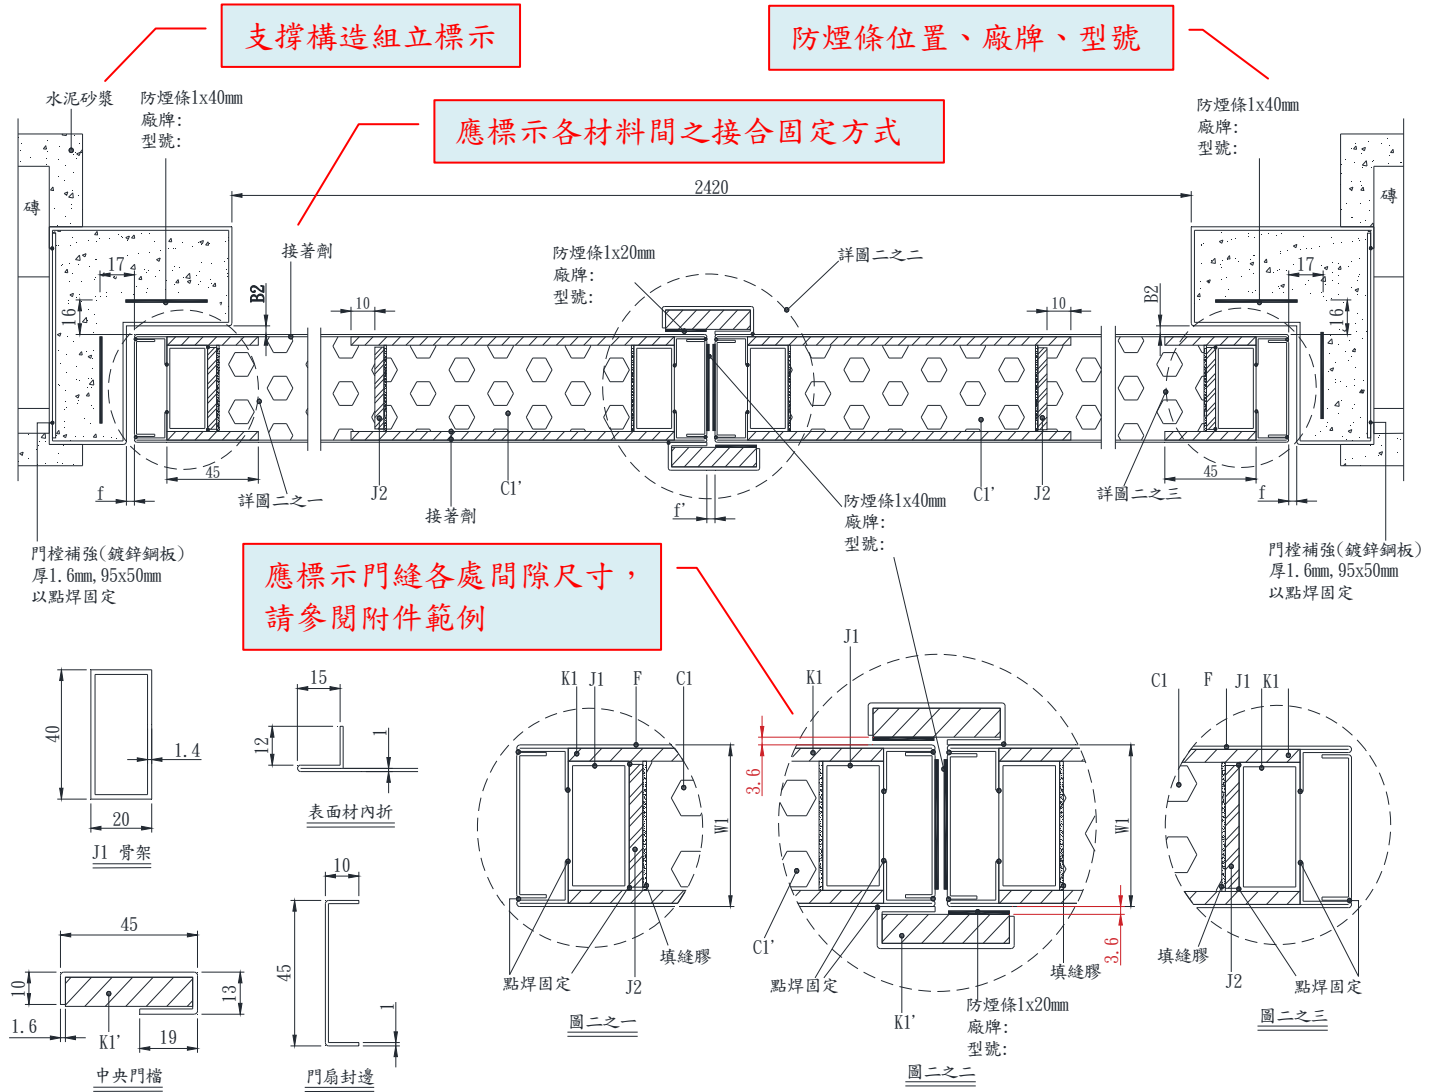 支撐構造組立標示
防煙條位置、廠牌、型號
水泥砂漿
防煙條1x40mm
廠牌:
型號:
應標示各材料間之接合固定方式
防煙條1x40mm
廠牌:
型號:
磚
2420
磚
接著劑
防煙條1x20mm
廠牌:
型號:
詳圖二之二
17
16
B2
10
10
B2
17
16
45
f
詳圖二之一
J2
接著劑
C1'
f'
防煙條1x40mm
廠牌:
型號:
C1'
J2
詳圖二之三
45
f
門樘補強(鍍鋅鋼板)
厚1.6mm,95x50mm
以點焊固定
應標示門縫各處間隙尺寸，
請參閱附件範例
門樘補強(鍍鋅鋼板)
厚1.6mm,95x50mm
以點焊固定
40
1.4
20
J1 骨架
15
12
1
表面材內折
K1
J1
F
C1
W1
點焊固定
J2
填縫膠
圖二之一
K1
J1
3.6
W1
3.6
C1'
點焊固定
K1'
防煙條1x20mm
廠牌:
型號:
填縫膠
圖二之二
C1
F
J1
K1
填縫膠
J2
點焊固定
圖二之三
45
10
13
1.6
K1'
19
中央門檔
10
45
1
門扇封邊